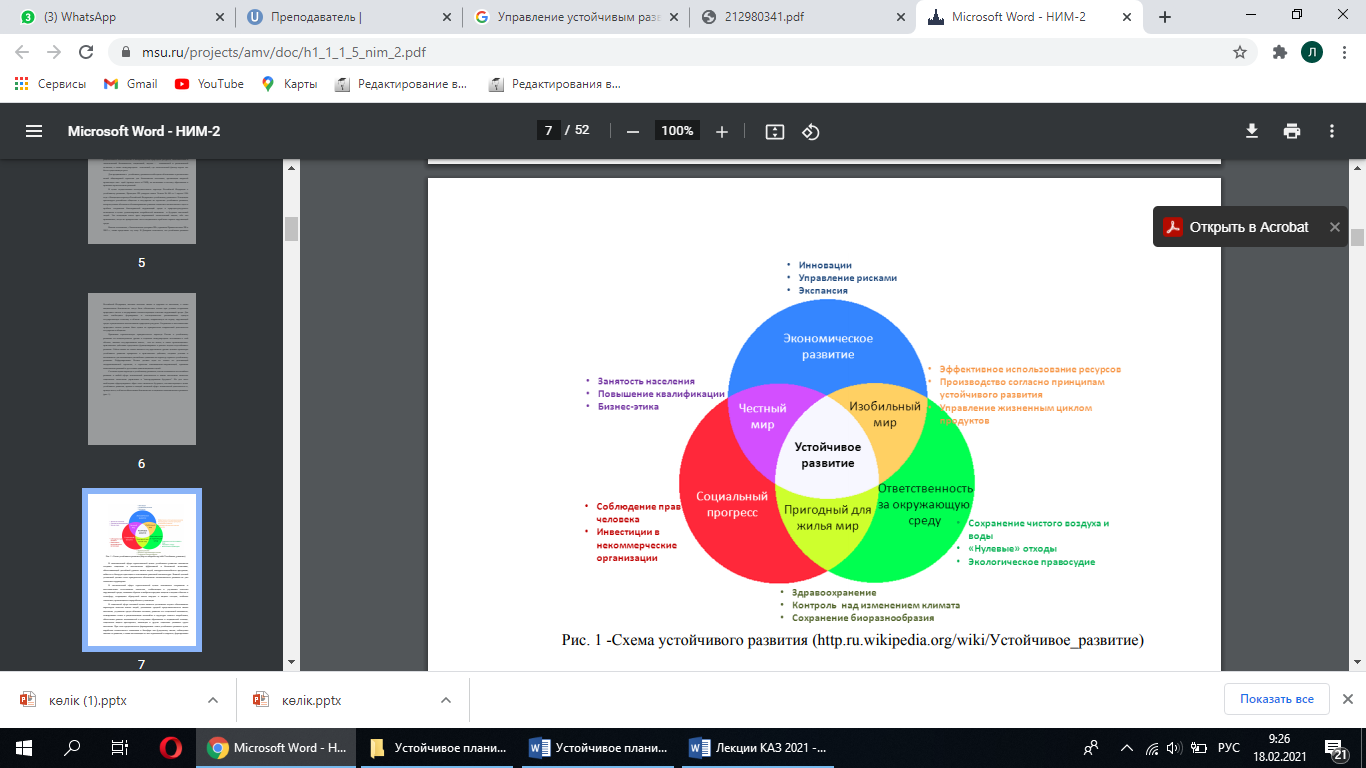 (3) WhatsApp
Преподаватель |
Управление устойчивым разв
212980341.pdf
Microsoft Word - НИМ-2
msu.ru/projects/amv/doc/h1_1_1_5_nim_2.pdf
Л
Сервисы
Gmail
YouTube
Карты
Редактирование в...
Редактирования в...
Microsoft Word - НИМ-2
7 / 52
100%
Открыть в Acrobat
5
6
7
• Инновации
• Управление рисками
• Экспансия
Экономическое
развитие
• Занятость населения
• Повышение квалификации
• Бизнес-этика
• Эффективное использование ресурсов
• Производство согласно принципам
устойчивого развития
• Управление жизненным циклом
продуктов
Честный
мир
Изобильный
мир
Устойчивое
развитие
Социальный
прогресс
Пригодный для
жилья мир
Ответственность
за окружающую
среду
• Соблюдение прав
человека
• Инвестиции в
некоммерческие
организации
• Сохранение чистого воздуха и
воды
• «Нулевые» отходы
• Экологическое правосудие
• Здравоохранение
• Контроль над изменением климата
• Сохранение биоразнообразия
Рис. 1 -Схема устойчивого развития (http.ru.wikipedia.org/wiki/Устойчивое_развитие)
көлік (1).pptx
көлік.pptx
Показать все
Microsoft Word - Н...
Устойчивое плани...
Устойчивое плани...
Лекции КАЗ 2021 -...
РУС
9:26
18.02.2021
21